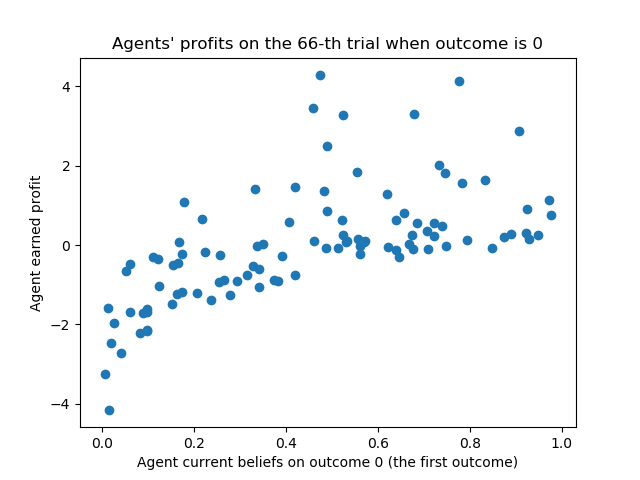 Agents' profits on the 66-th trial when outcome is 0
Agent earned profit
4
2
0
−2
−4
0.0 0.2 0.4 0.6 0.8 1.0
Agent current beliefs on outcome 0 (the first outcome)